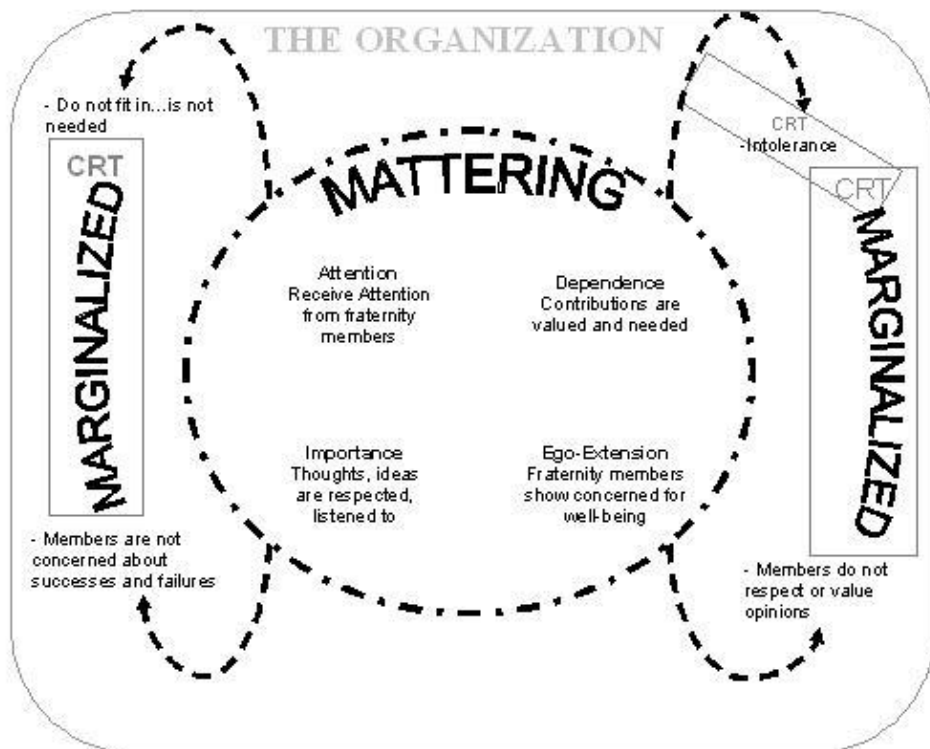 THE ORGANIZATION
- Do not fit in...is not
needed
CRT
MARGINALIZED
- Members are not
concerned about
successes and failures
MATTERING
Attention
Receive Attention
from fraternity
members
Dependence
Contributions are
valued and needed
Importance
Thoughts, ideas
are respected,
listened to
Ego-Extension
Fraternity members
show concerned for
well-being
CRT
-Intolerance
CRT
MARGINALIZED
- Members do not
respect or value
opinions